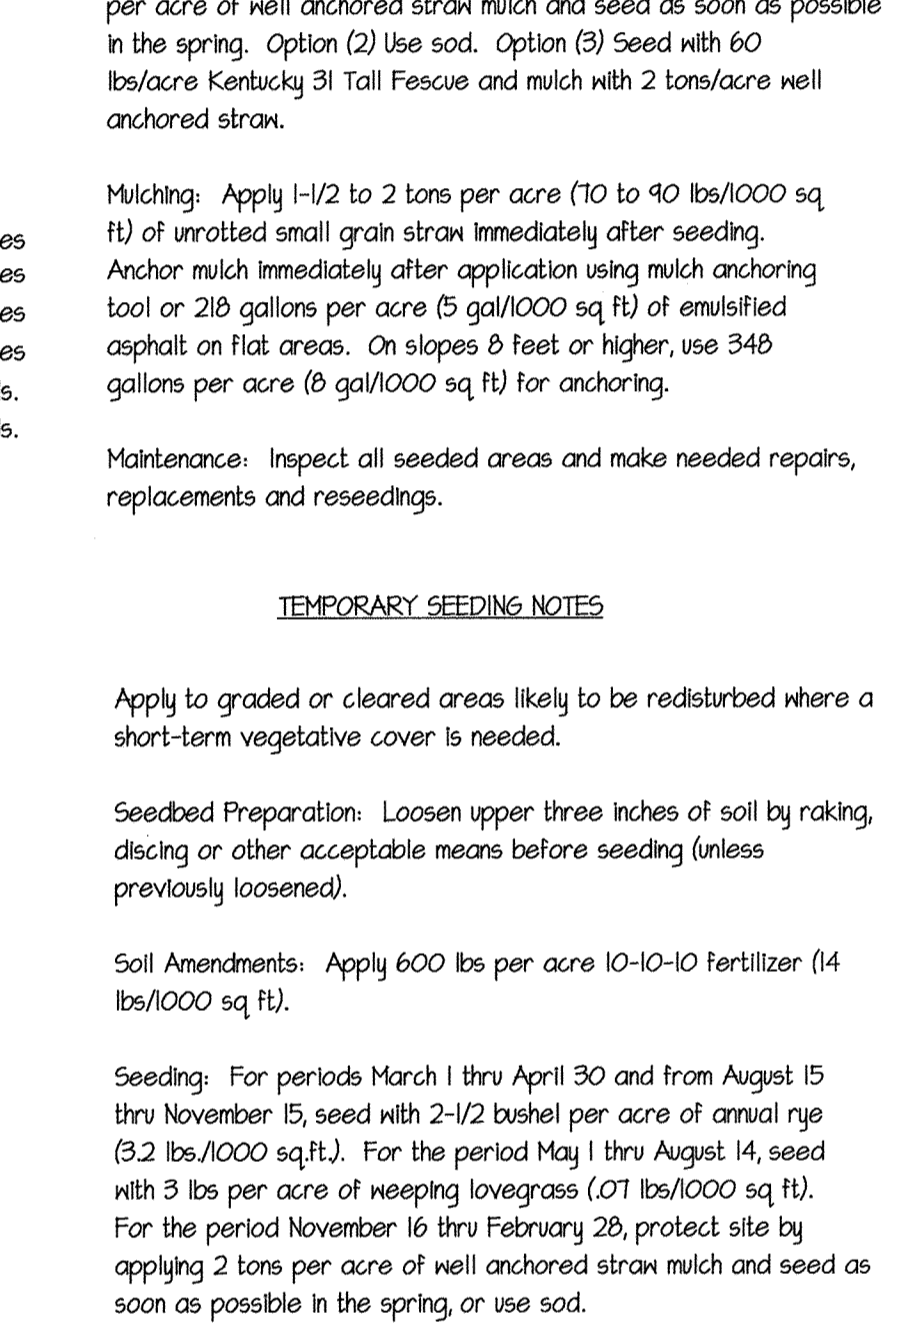 per acre of well anchored straw mulch and seed as soon as possible
in the spring. Option (2) Use sod. Option (3) Seed with 60
lbs/acre Kentucky 31 Tall Fescue and mulch with 2 tons/acre well
anchored straw.
Mulching: Apply 1-1/2 to 2 tons per acre (70 to 90 lbs/1000 sq
ft) of unrotted small grain straw immediately after seeding.
Anchor mulch immediately after application using mulch anchoring
tool or 218 gallons per acre (5 gal/1000 sq ft) of emulsified
asphalt on flat areas. On slopes 8 feet or higher, use 348
gallons per acre (8 gal/1000 sq ft) for anchoring.
Maintenance: Inspect all seeded areas and make needed repairs,
replacements and reseedings.
es
es
es
es
s.
s.
TEMPORARY SEEDING NOTES
Apply to graded or cleared areas likely to be redisturbed where a
short-term vegetative cover is needed.
Seedbed Preparation: Loosen upper three inches of soil by raking,
discing or other acceptable means before seeding (unless
previously loosened).
Soil Amendments: Apply 600 lbs per acre 10-10-10 fertilizer (14
lbs/1000 sq ft).
Seeding: For periods March 1 thru April 30 and from August 15
thru November 15, seed with 2-1/2 bushel per acre of annual rye
(3.2 lbs./1000 sq.ft.). For the period May 1 thru August 14, seed
with 3 lbs per acre of weeping lovegrass (.07 lbs/1000 sq ft).
For the period November 16 thru February 28, protect site by
applying 2 tons per acre of well anchored straw mulch and seed as
soon as possible in the spring, or use sod.